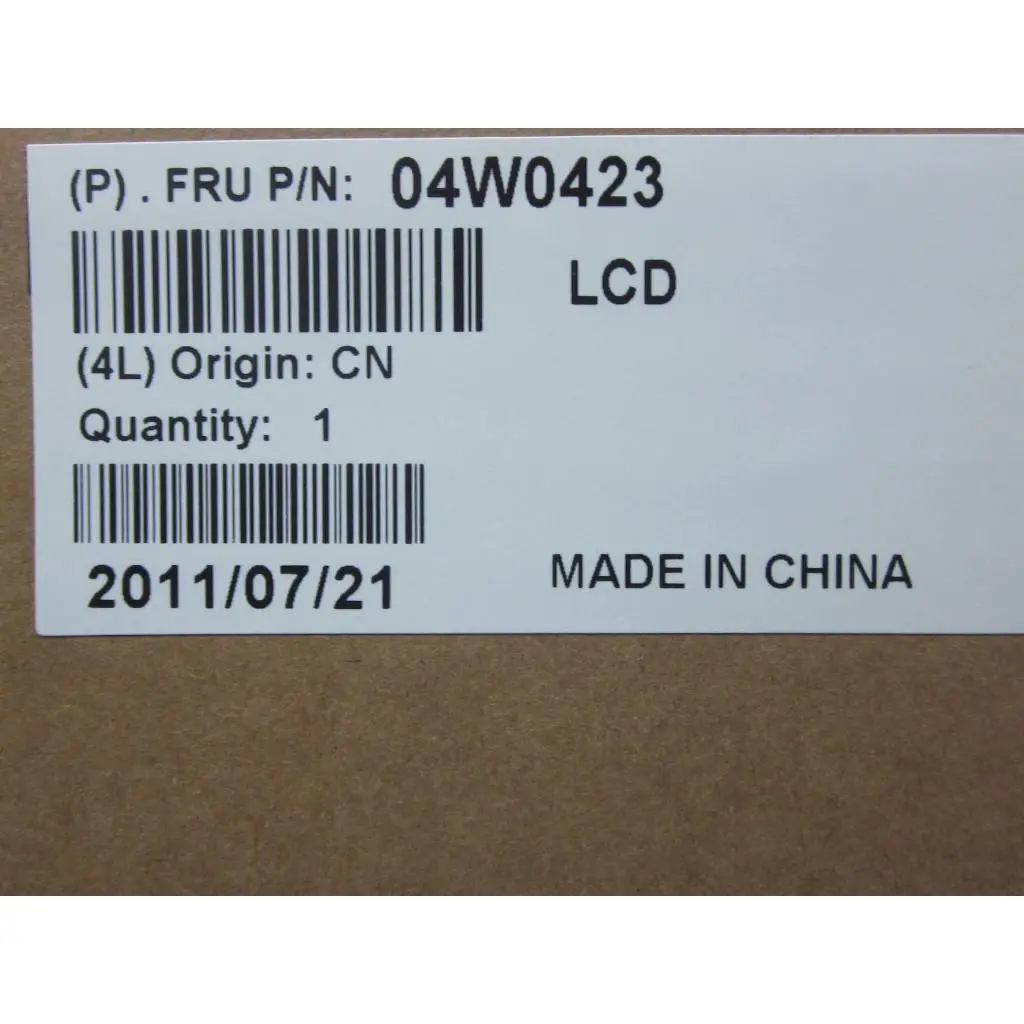 (P) . FRU P/N: 04W0423
LCD
(4L) Origin: CN
Quantity: 1
2011/07/21
MADE IN CHINA